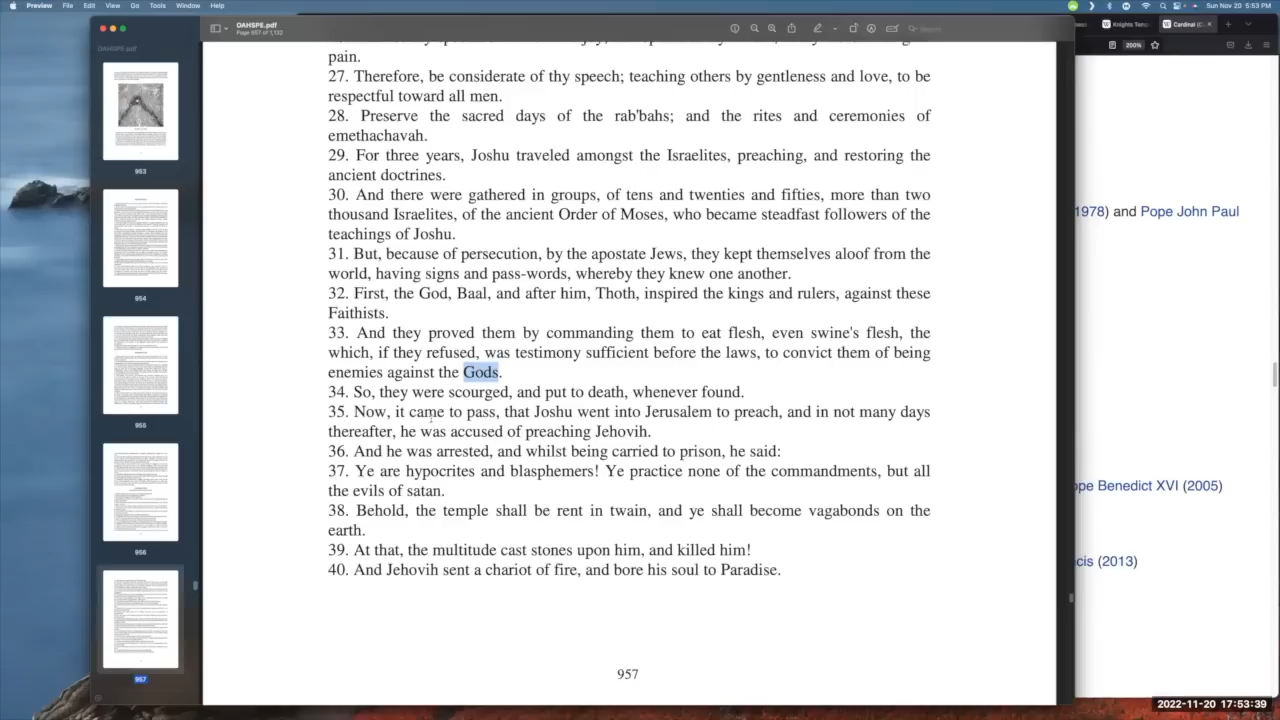 Preview File Edit View Go Tools Window Help
Sun Nov 20 5:53 PM
OAHSPE.pdf
Page 957 of 1,132
Knights Temp
Cardinal (C
OAHSPE.pdf
200%
Search
953
954
955
956
957
pain.
27. Therefore, be considerate of thy speech; teaching others by gentleness and love, to be
respectful toward all men.
28. Preserve the sacred days of the rab'bahs; and the rites and ceremonies of
emethachavah.
29. For three years, Joshu traveled amongst the Israelites, preaching, and restoring the
ancient doctrines.
30. And there were gathered in groups, of tens and twenties and fifties, more than two
thousand Israelites, of the ancient Order of Moses, who became steadfast followers of the
teachings of Joshu.
31. But, because of persecution, by the apostate Jews, they kept themselves aloof from the
world, having signs and pass-words, whereby they knew one another.
32. First, the God, Baal, and after him, Thoth, inspired the kings and rulers, against these
Faithists.
33. And they proved them by commanding them to eat flesh, even swine's flesh, the
which, if they refused, was testimony sufficient before the laws, to convict them of being
enemies against the Gods.
34. So, they were scourged, and put to death, whenever found.
35. Now, it came to pass, that Joshu went into Jerusalem to preach, and in not many days
thereafter, he was accused of preaching Jehovih.
36. And he was arrested, and whilst being carried to prison, he said:
37. Ye are hypocrites and blasphemers! Ye practice none of the commandments, but all
the evils of satan.
38. Behold, the temple shall be rent in twain, and ye shall become vagabonds on the
earth.
39. At that, the multitude cast stones upon him, and killed him!
40. And Jehovih sent a chariot of fire, and bore his soul to Paradise.
957
1978) and Pope John Paul
ope Benedict XVI (2005)
cis (2013)
2022-11-20 17:53:39